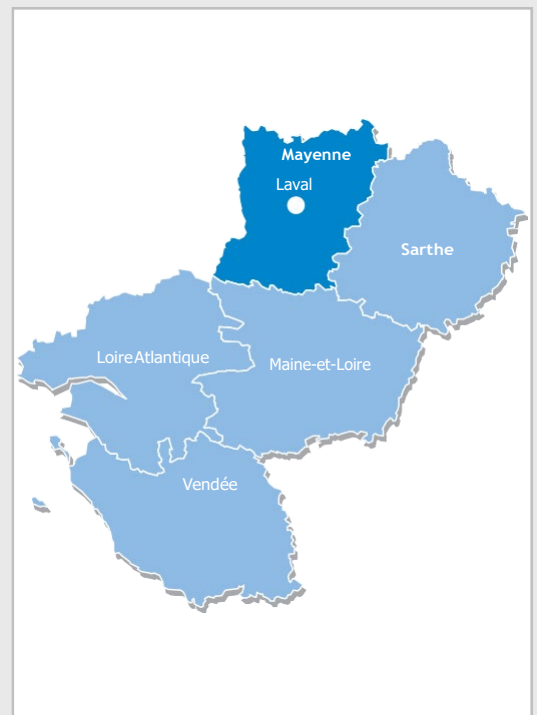 Mayenne
Laval
Sarthe
LoireAtlantique
Maine-et-Loire
Vendée